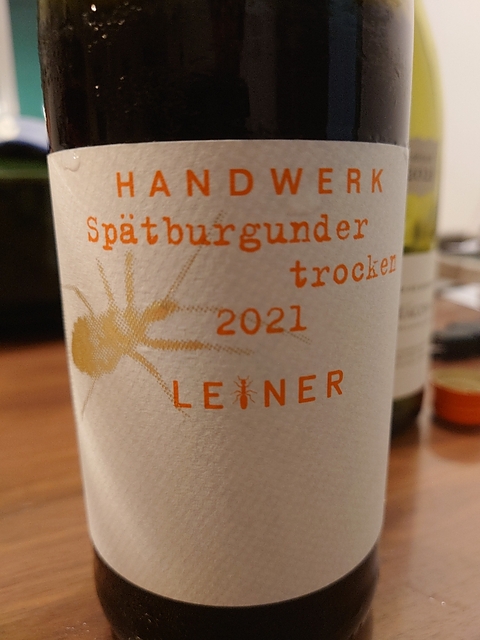 HANDWERK
Spätburgunder
trocken
2021
LEINER